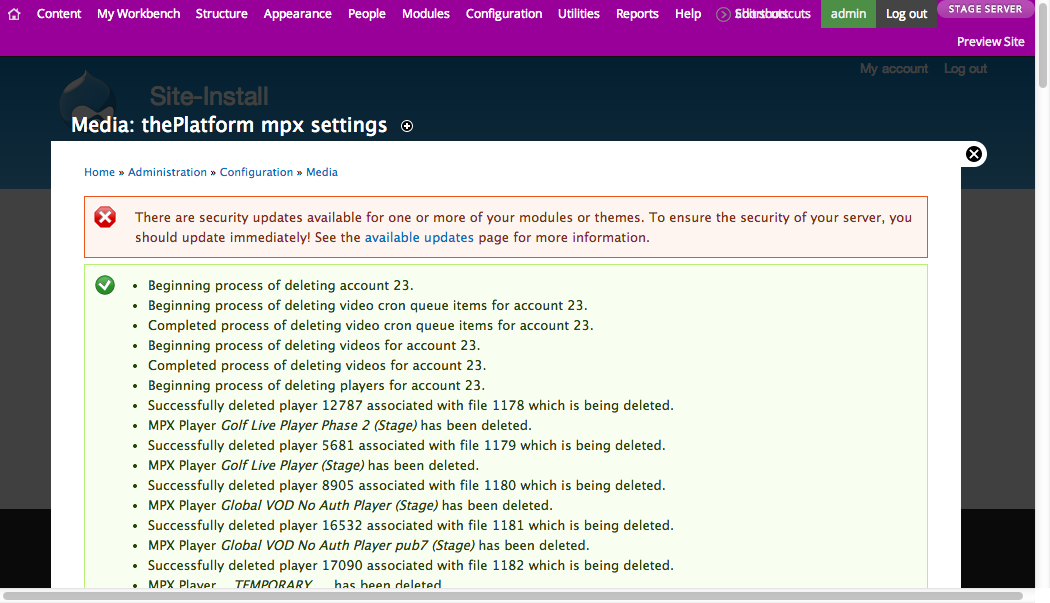 Content My Workbench Structure Appearance People Modules Configuration Utilities Reports Help admin Log out STAGE SERVER
Preview Site
My account Log out
Site-Install
Media: thePlatform mpx settings
Home » Administration » Configuration » Media
There are security updates available for one or more of your modules or themes. To ensure the security of your server, you
should update immediately! See the available updates page for more information.
• Beginning process of deleting account 23.
• Beginning process of deleting video cron queue items for account 23.
• Completed process of deleting video cron queue items for account 23.
• Beginning process of deleting videos for account 23.
• Completed process of deleting videos for account 23.
• Beginning process of deleting players for account 23.
• Successfully deleted player 12787 associated with file 1178 which is being deleted.
• MPX Player Golf Live Player Phase 2 (Stage) has been deleted.
• Successfully deleted player 5681 associated with file 1179 which is being deleted.
• MPX Player Golf Live Player (Stage) has been deleted.
• Successfully deleted player 8905 associated with file 1180 which is being deleted.
• MPX Player Global VOD No Auth Player (Stage) has been deleted.
• Successfully deleted player 16532 associated with file 1181 which is being deleted.
• MPX Player Global VOD No Auth Player pub7 (Stage) has been deleted.
• Successfully deleted player 17090 associated with file 1182 which is being deleted.
• MPX Player __TEMPORARY__ has been deleted.